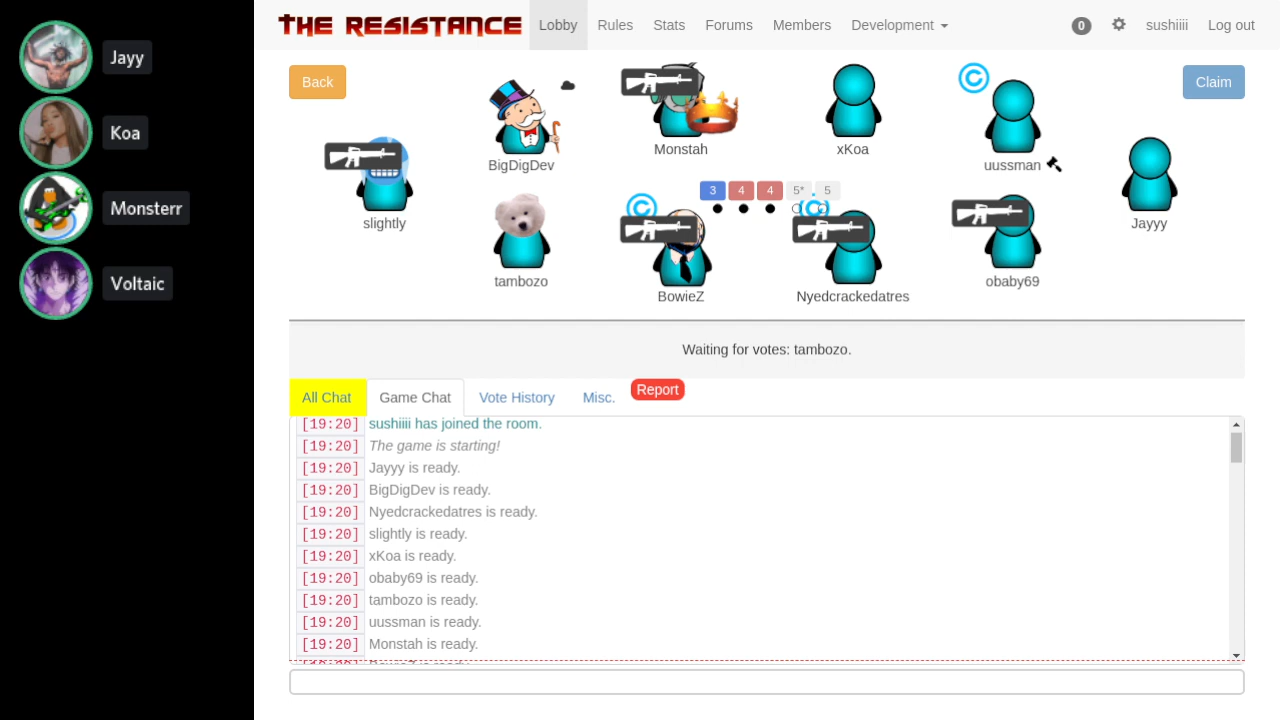 Jayy
Koa
Monsterr
Voltaic
THE RESISTANCE Lobby Rules Stats Forums Members Development 0 sushiiii Log out
Back
Claim
BigDigDev
Monstah
xKoa
uussman
slightly
Jayyy
3 4 4 5* 5
tambozo
BowieZ
Nyedcrackedatres
obaby69
Waiting for votes: tambozo.
All Chat Game Chat Vote History Misc. Report
[19:20] sushiiii has joined the room.
[19:20] The game is starting!
[19:20] Jayyy is ready.
[19:20] BigDigDev is ready.
[19:20] Nyedcrackedatres is ready.
[19:20] slightly is ready.
[19:20] xKoa is ready.
[19:20] obaby69 is ready.
[19:20] tambozo is ready.
[19:20] uussman is ready.
[19:20] Monstah is ready.
[19:20] BowieZ is ready.